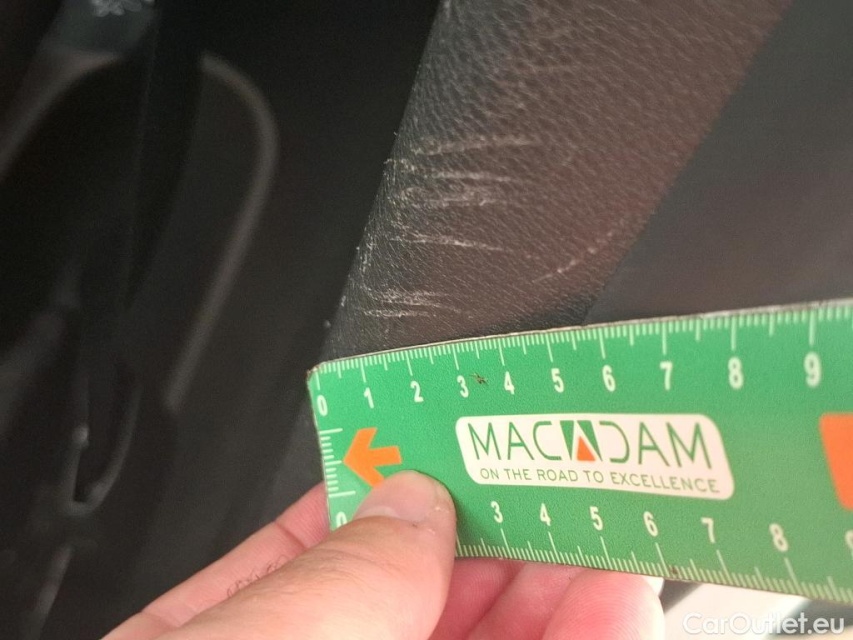 0 1 2 3 4 5 6 7 8 9
MACADAM
ON THE ROAD TO EXCELLENCE
0 3 4 5 6 7 8
CarOutlet.eu